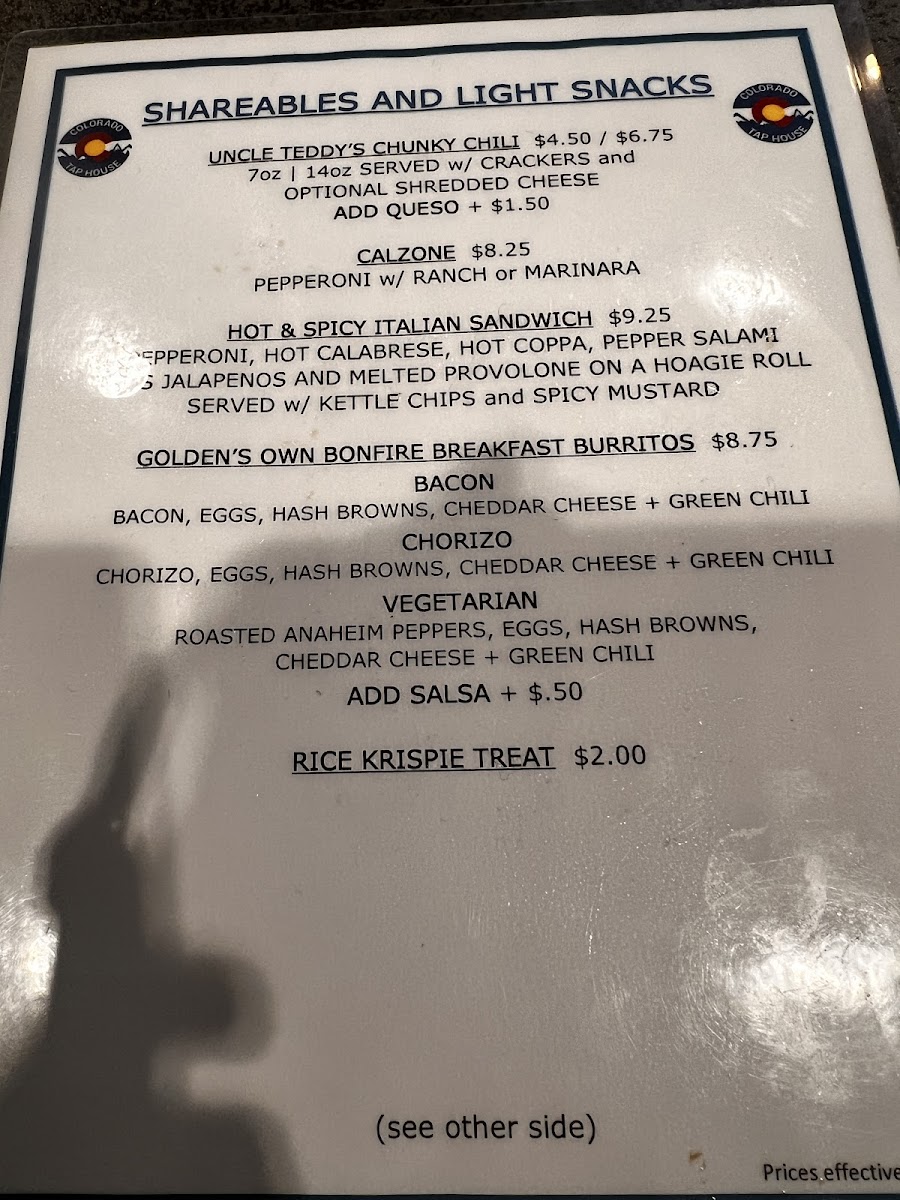 SHAREABLES AND LIGHT SNACKS
COLORADO
TAP HOUSE
COLORADO
TAP HOUSE
UNCLE TEDDY'S CHUNKY CHILI $4.50 / $6.75
7oz | 14oz SERVED w/ CRACKERS and
OPTIONAL SHREDDED CHEESE
ADD QUESO + $1.50
CALZONE $8.25
PEPPERONI w/ RANCH or MARINARA
HOT & SPICY ITALIAN SANDWICH $9.25
PEPPERONI, HOT CALABRESE, HOT COPPA, PEPPER SALAMI
JALAPENOS AND MELTED PROVOLONE ON A HOAGIE ROLL
SERVED w/ KETTLE CHIPS and SPICY MUSTARD
GOLDEN'S OWN BONFIRE BREAKFAST BURRITOS $8.75
BACON
BACON, EGGS, HASH BROWNS, CHEDDAR CHEESE + GREEN CHILI
CHORIZO
CHORIZO, EGGS, HASH BROWNS, CHEDDAR CHEESE + GREEN CHILI
VEGETARIAN
ROASTED ANAHEIM PEPPERS, EGGS, HASH BROWNS,
CHEDDAR CHEESE + GREEN CHILI
ADD SALSA + $.50
RICE KRISPIE TREAT $2.00
(see other side)
Prices effective